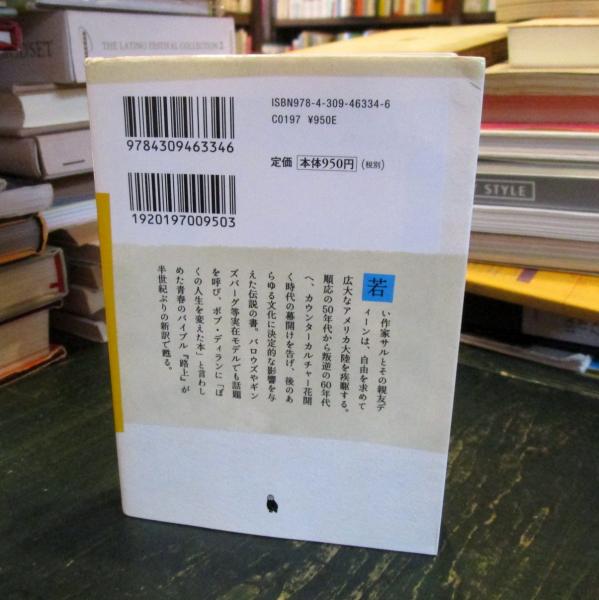 ODSET
THE LATINO FESTIVAL COLLECTION 2
STYLE
ISBN978-4-309-46334-6
C0197 ¥950E
9784309463346
定価 本体950円 (税別)
1920197009503
若い作家サルとその親友デ
ィーンは、自由を求めて
広大なアメリカ大陸を疾駆する。
順応の50年代から叛逆の60年代
へ、カウンターカルチャー花開
く時代の幕開けを告げ、後のあ
らゆる文化に決定的な影響を与
えた伝説の書。バロウズやギン
ズバーグ等実在モデルでも話題
を呼び、ボブ・ディランに「ぼ
くの人生を変えた本」と言わし
めた青春のバイブル『路上』が
半世紀ぶりの新訳で甦る。